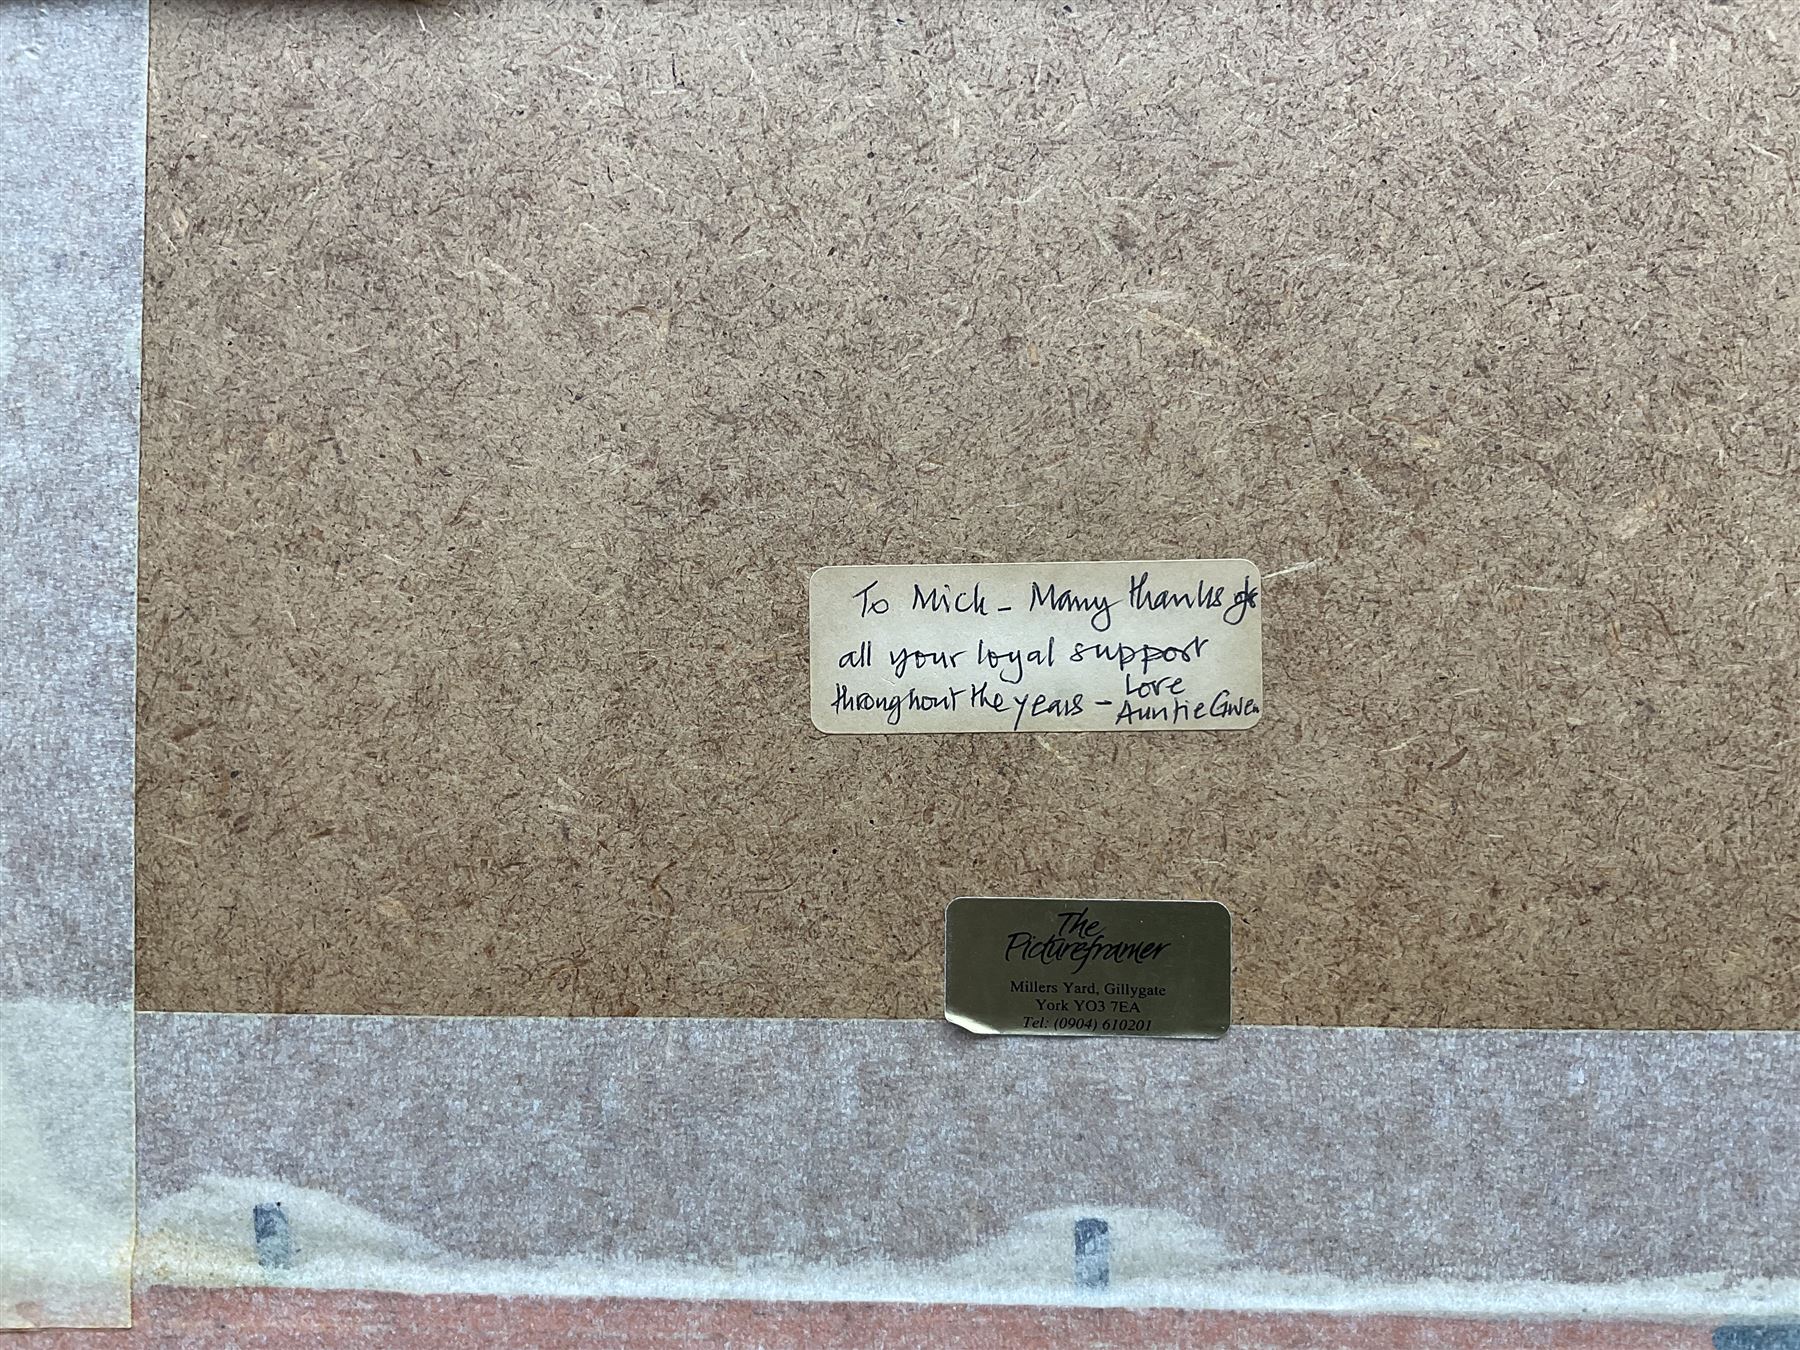 To Mick - Many thanks for
all your loyal support
throughout the years - Love
Auntie Gwen
The
Pictureframer
Millers Yard, Gillygate
York YO3 7EA
Tel: (0904) 610201